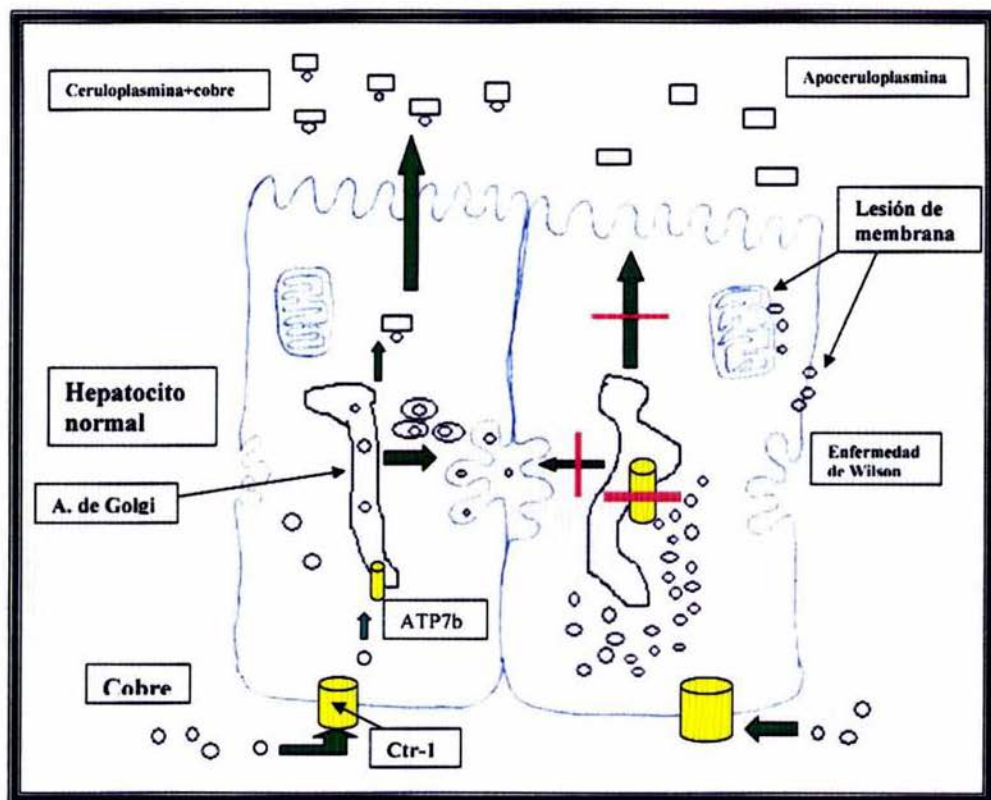 Ceruloplasmina+cobre
Apoceruloplasmina
Lesión de
membrana
Hepatocito
normal
Enfermedad
de Wilson
A. de Golgi
ATP7b
Cobre
Ctr-1